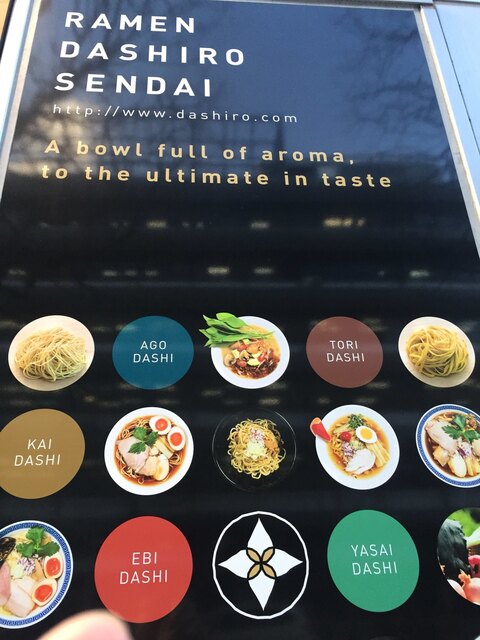 RAMEN
DASHIRO
SENDAI
http://www.dashiro.com
A bowl full of aroma,
to the ultimate in taste
AGO
DASHI
TORI
DASHI
KAI
DASHI
EBI
DASHI
YASAI
DASHI